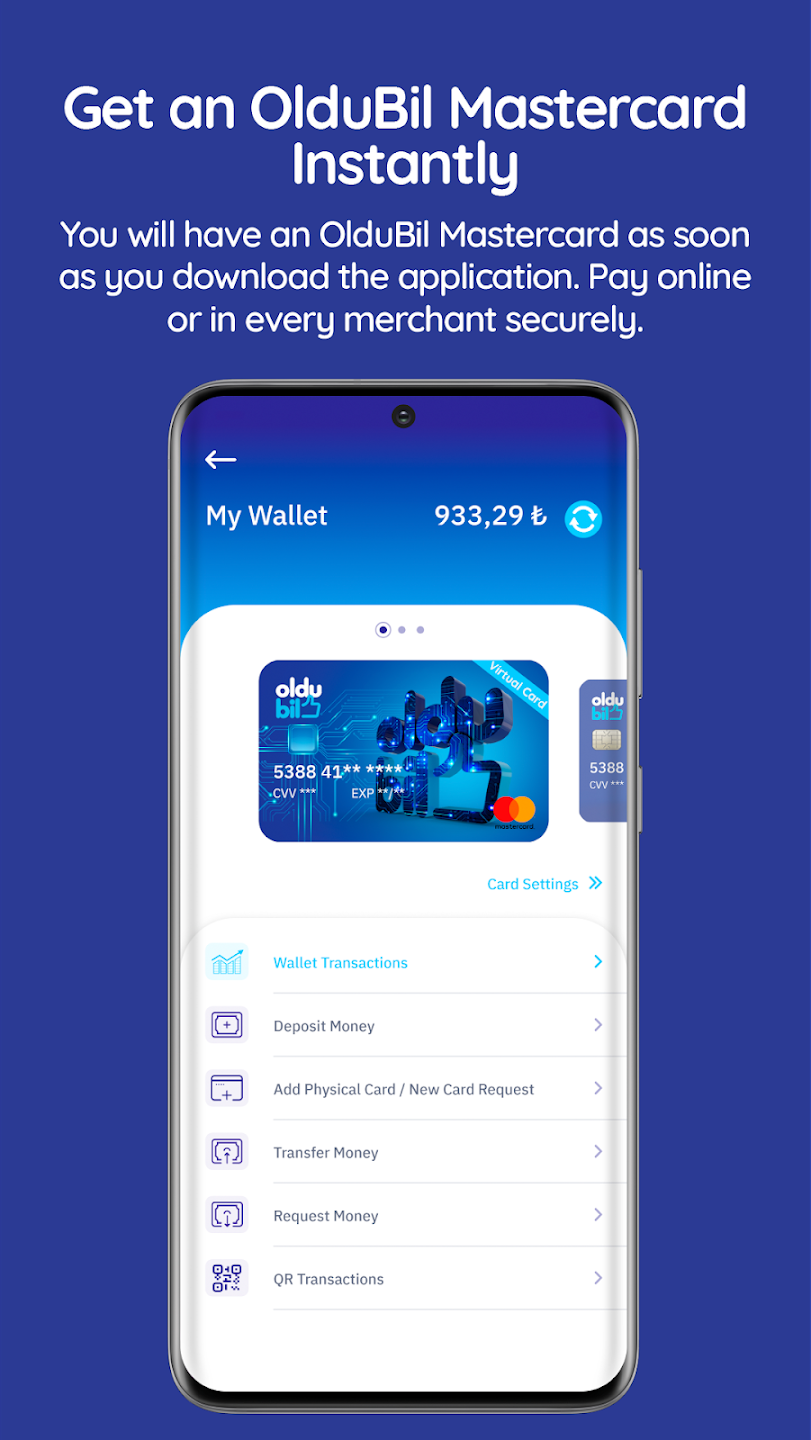 Get an OlduBil Mastercard
Instantly
You will have an OlduBil Mastercard as soon
as you download the application. Pay online
or in every merchant securely.
My Wallet
933,29 ₺
oldu
bil
Virtual Card
oldu
bil
5388 41** ****
CVV *** EXP **/**
mastercard.
oldu
bil
5388
CVV ***
Card Settings
Wallet Transactions
Deposit Money
Add Physical Card / New Card Request
Transfer Money
Request Money
QR Transactions